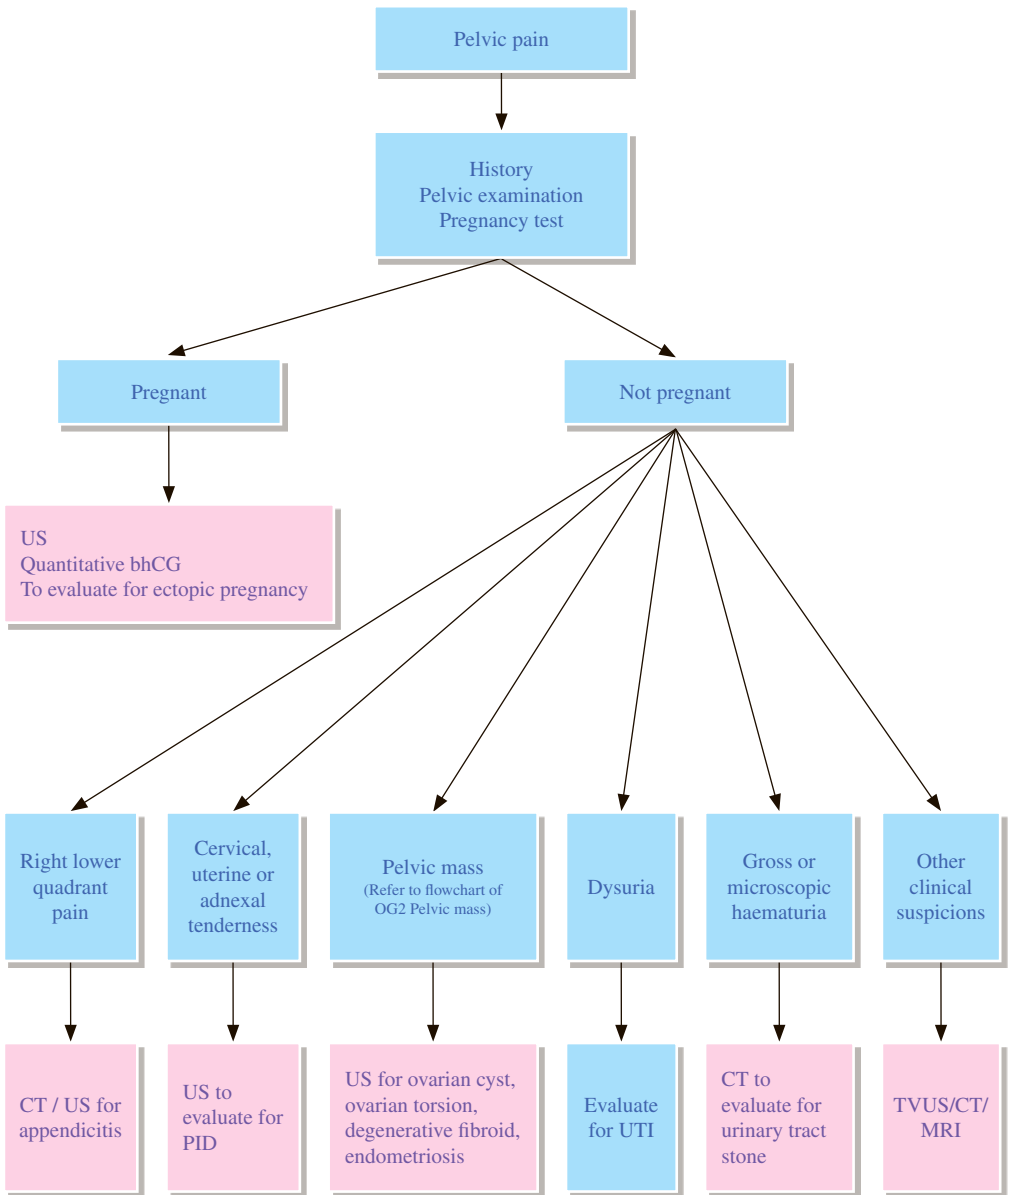 Pelvic pain
History
Pelvic examination
Pregnancy test
Pregnant
Not pregnant
US
Quantitative bhCG
To evaluate for ectopic pregnancy
Right lower
quadrant
pain
Cervical,
uterine or
adnexal
tenderness
Pelvic mass
(Refer to flowchart of
OG2 Pelvic mass)
Dysuria
Gross or
microscopic
haematuria
Other
clinical
suspicions
CT / US for
appendicitis
US to
evaluate for
PID
US for ovarian cyst,
ovarian torsion,
degenerative fibroid,
endometriosis
Evaluate
for UTI
CT to
evaluate for
urinary tract
stone
TVUS/CT/
MRI